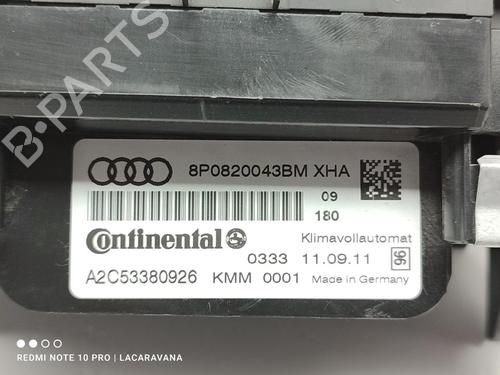 B-PARTS
8P0820043BM XHA
09
180
Continental
Klimavollautomat
0333 11.09.11 96
A2C53380926 KMM 0001 Made in Germany
REDMI NOTE 10 PRO | LACARAVANA